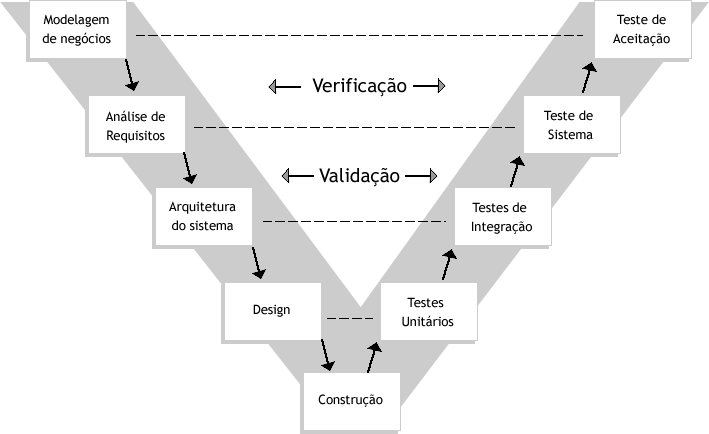 Modelagem
de negócios
Teste de
Aceitação
Verificação
Análise de
Requisitos
Teste de
Sistema
Validação
Arquitetura
do sistema
Testes de
Integração
Design
Testes
Unitários
Construção